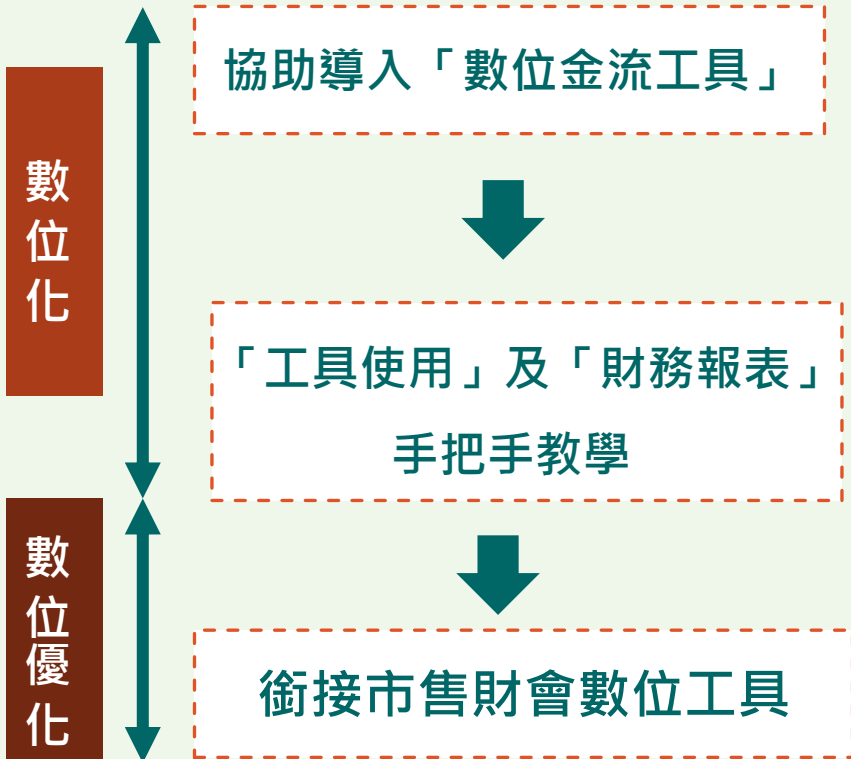 數位化
協助導入「數位金流工具」
「工具使用」及「財務報表」
手把手教學
數位優化
銜接市售財會數位工具